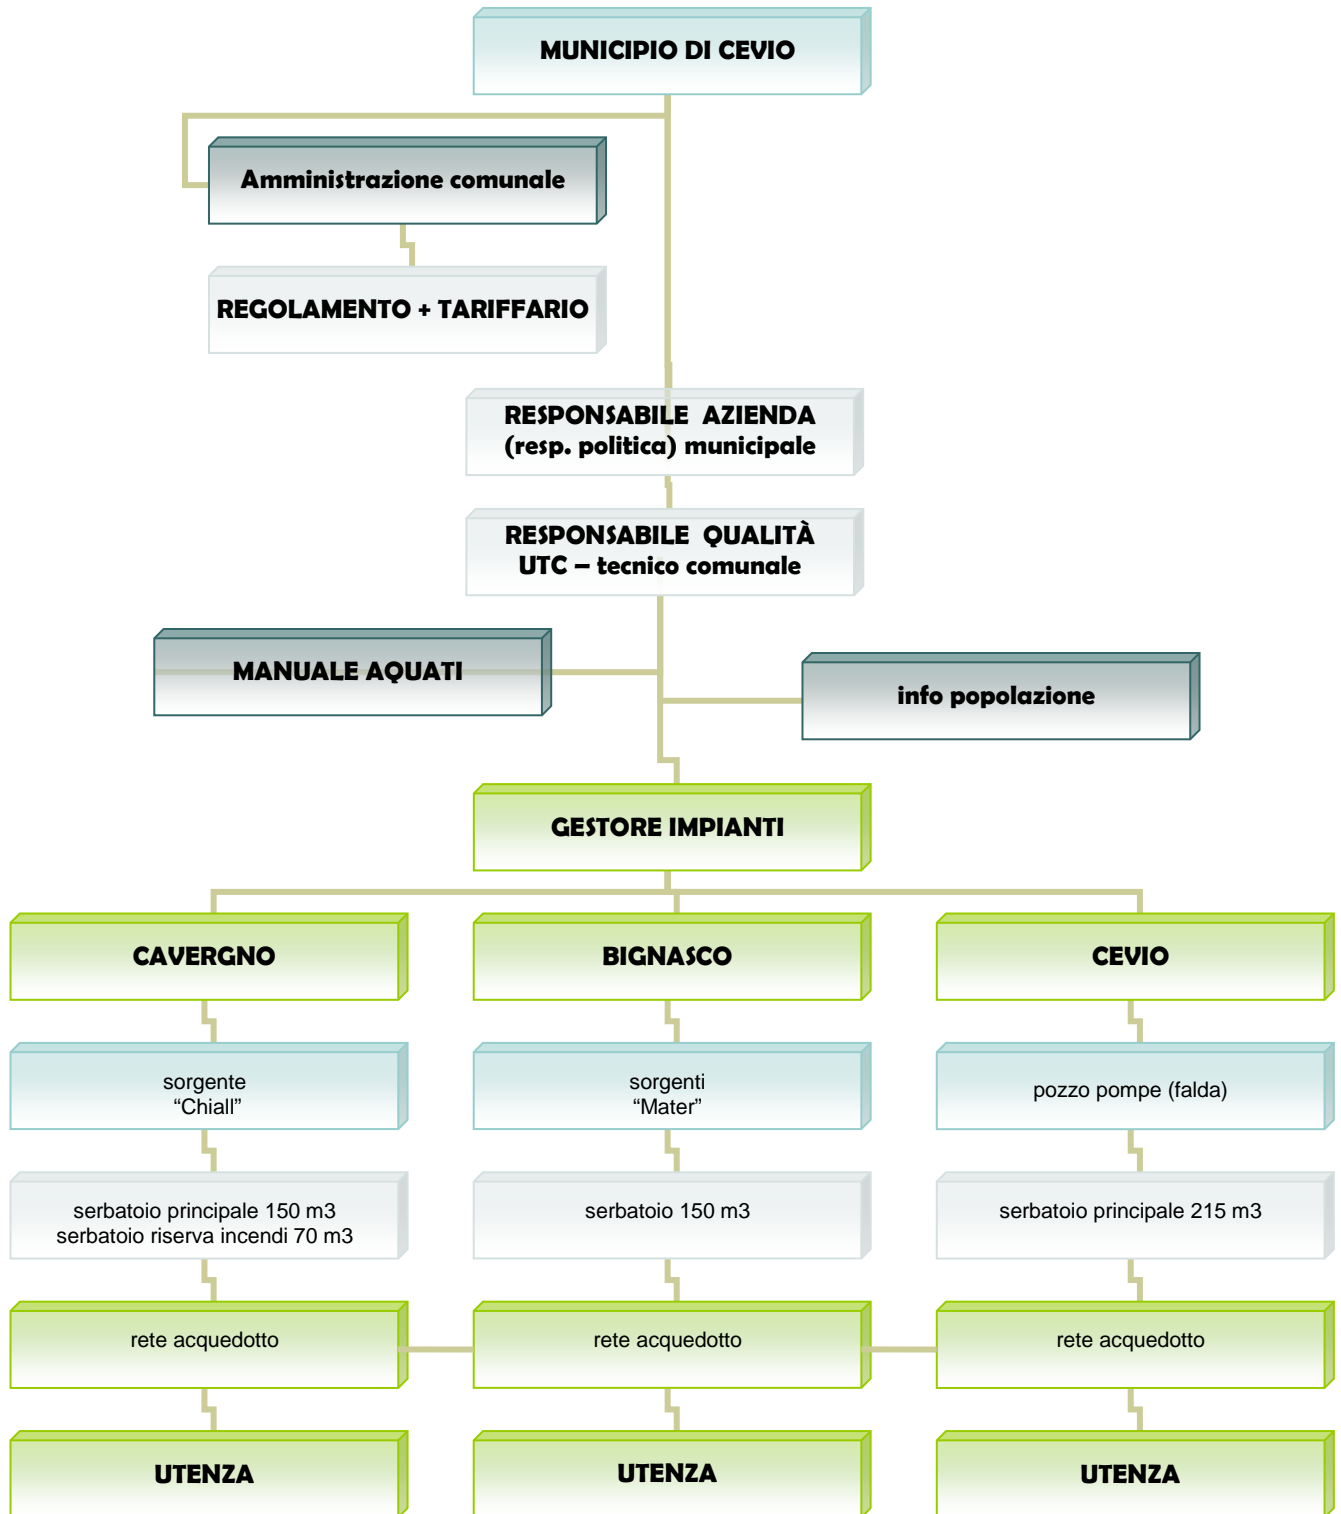 MUNICIPIO DI CEVIO
Amministrazione comunale
REGOLAMENTO + TARIFFARIO
RESPONSABILE AZIENDA
(resp. politica) municipale
RESPONSABILE QUALITÀ
UTC – tecnico comunale
MANUALE AQUATI
info popolazione
GESTORE IMPIANTI
CAVERGNO
BIGNASCO
CEVIO
sorgente
“Chiall”
sorgenti
“Mater”
pozzo pompe (falda)
serbatoio principale 150 m3
serbatoio riserva incendi 70 m3
serbatoio 150 m3
serbatoio principale 215 m3
rete acquedotto
rete acquedotto
rete acquedotto
UTENZA
UTENZA
UTENZA